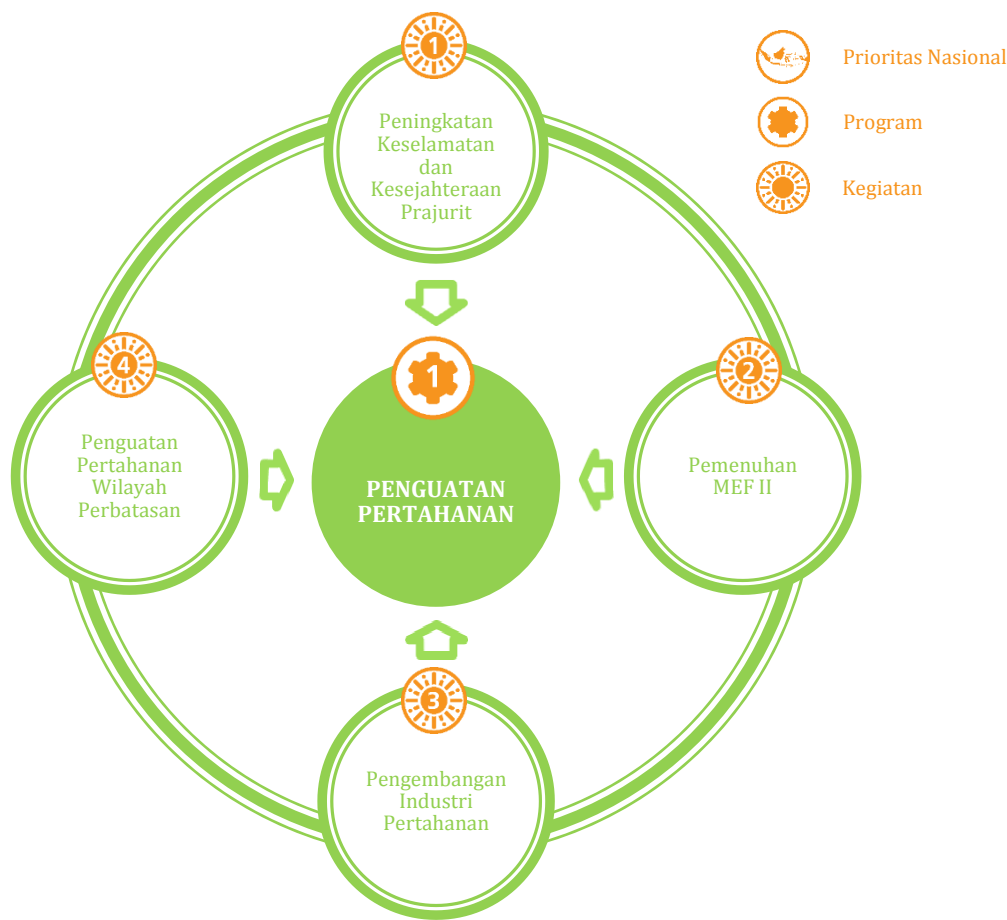 1
Peningkatan
Keselamatan
dan
Kesejahteraan
Prajurit
Prioritas Nasional
Program
Kegiatan
4
Penguatan
Pertahanan
Wilayah
Perbatasan
1
PENGUATAN
PERTAHANAN
2
Pemenuhan
MEF II
3
Pengembangan
Industri
Pertahanan